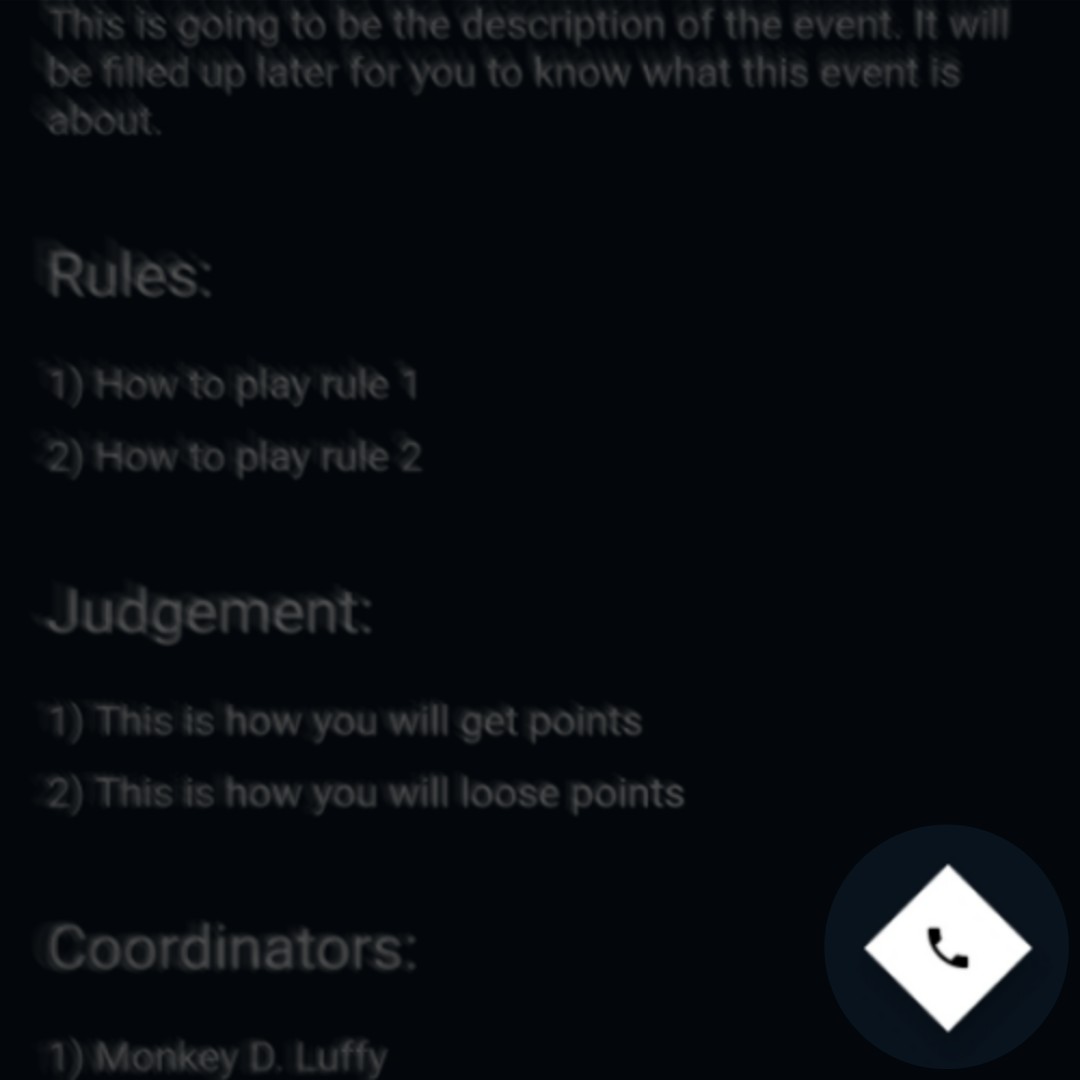 This is going to be the description of the event. It will
be filled up later for you to know what this event is
about.
Rules:
1) How to play rule 1
2) How to play rule 2
Judgement:
1) This is how you will get points
2) This is how you will loose points
Coordinators:
1) Monkey D. Luffy